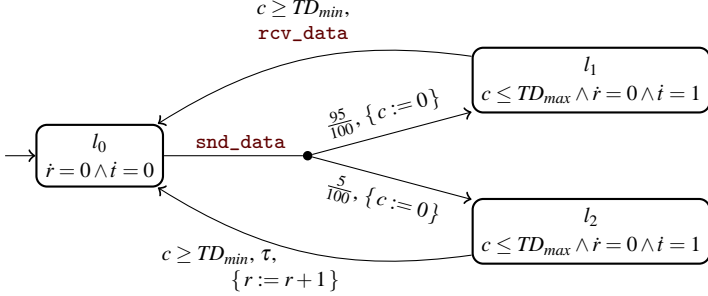 c ≥ TD_min,
rcv_data
l_1
c ≤ TD_max ∧ ṙ = 0 ∧ ṫ = 1
95/100, {c := 0}
l_0
ṙ = 0 ∧ ṫ = 0
snd_data
5/100, {c := 0}
l_2
c ≤ TD_max ∧ ṙ = 0 ∧ ṫ = 1
c ≥ TD_min, τ,
{r := r + 1}